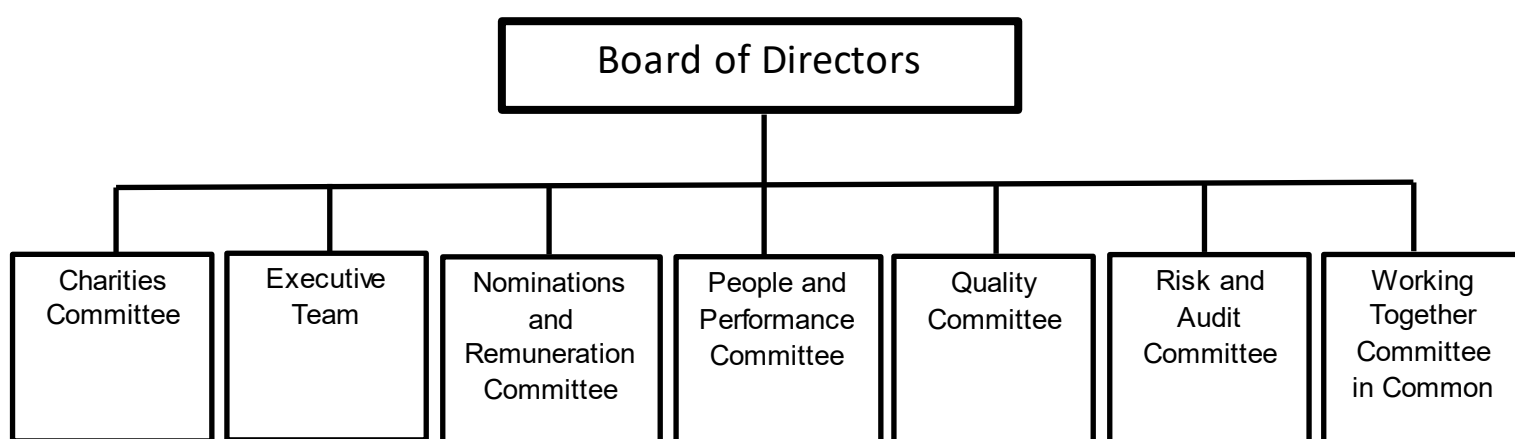 Board of Directors
Charities
Committee
Executive
Team
Nominations
and
Remuneration
Committee
People and
Performance
Committee
Quality
Committee
Risk and
Audit
Committee
Working
Together
Committee
in Common